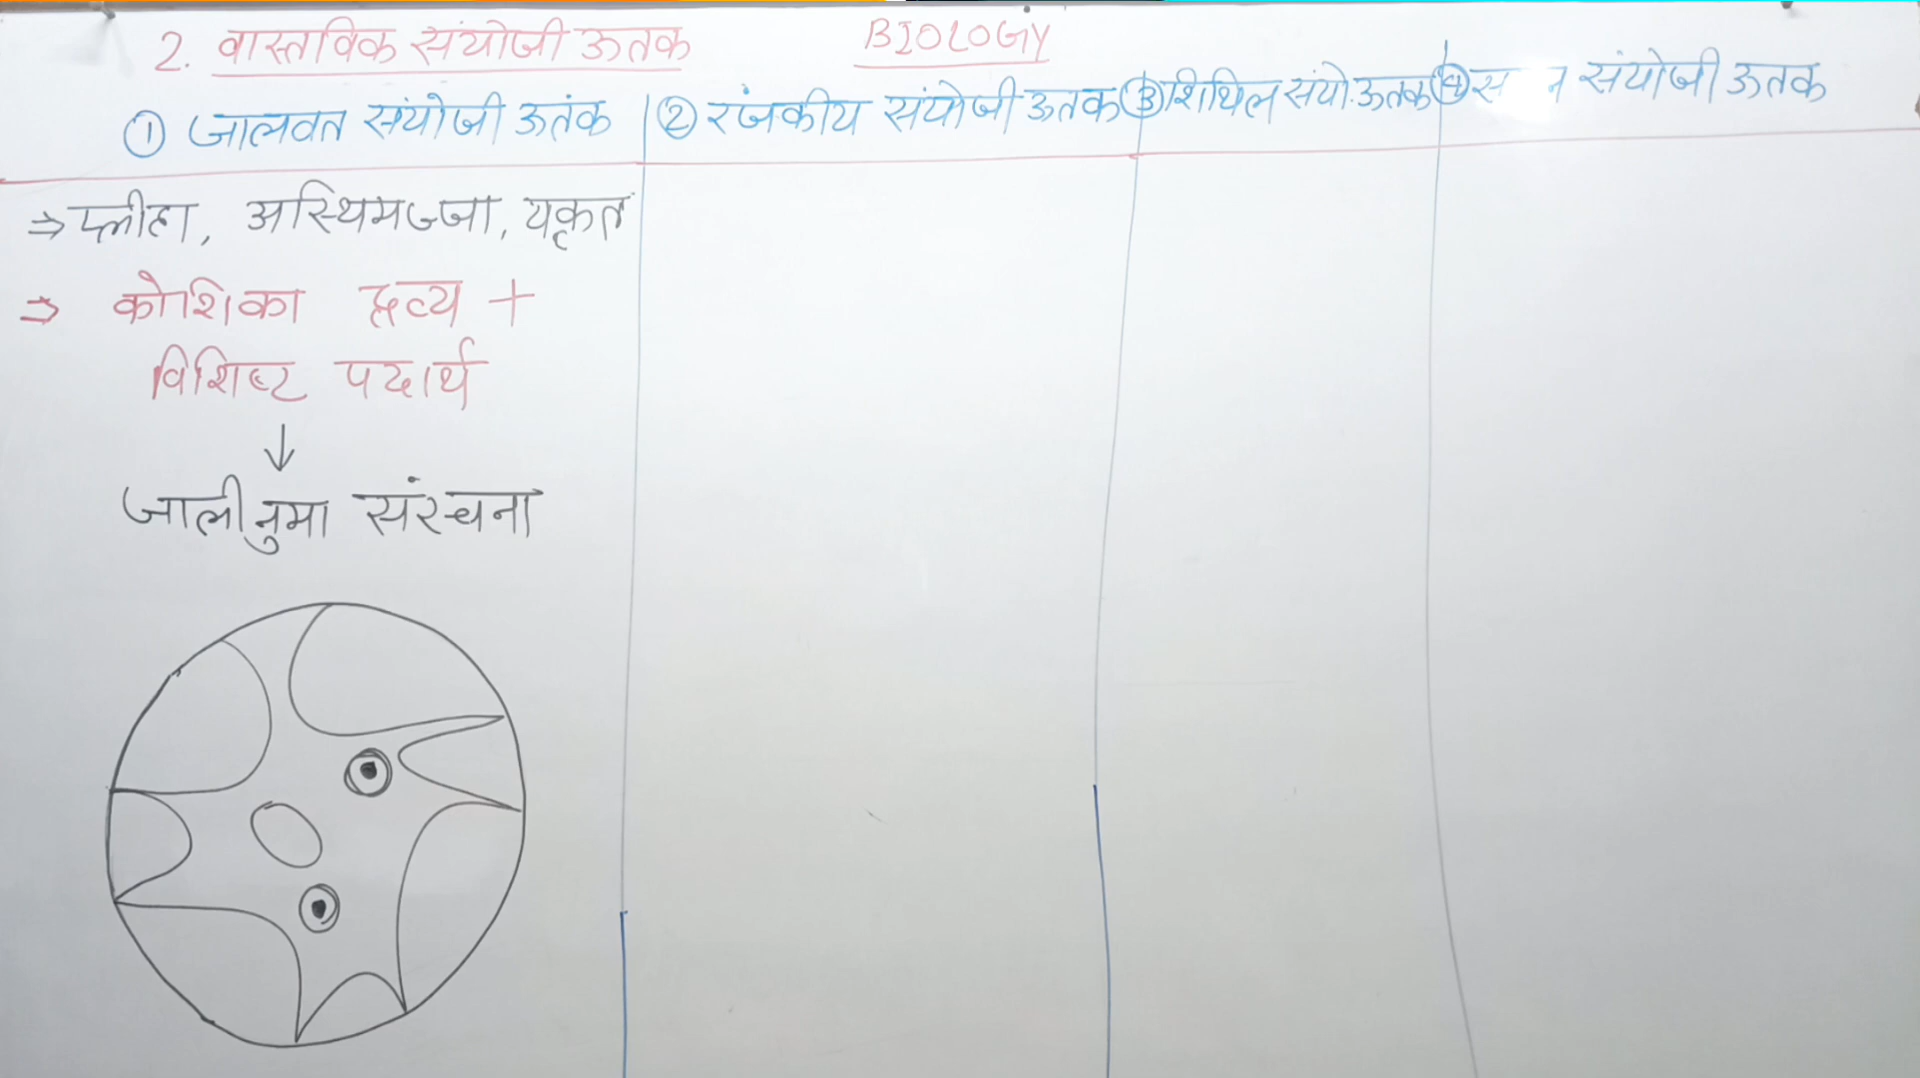 2. वास्तविक संयोजी ऊतक
BIOLOGY
① जालवत संयोजी ऊतंक
② रंजकीय संयोजी ऊतक
③ शिथिल संयो. ऊतक
④ संयोजी ऊतक
⇒ प्लीहा, अस्थिमज्जा, यकृत
⇒ कोशिका द्रव्य +
विशिष्ट पदार्थ
↓
जालीनुमा संरचना